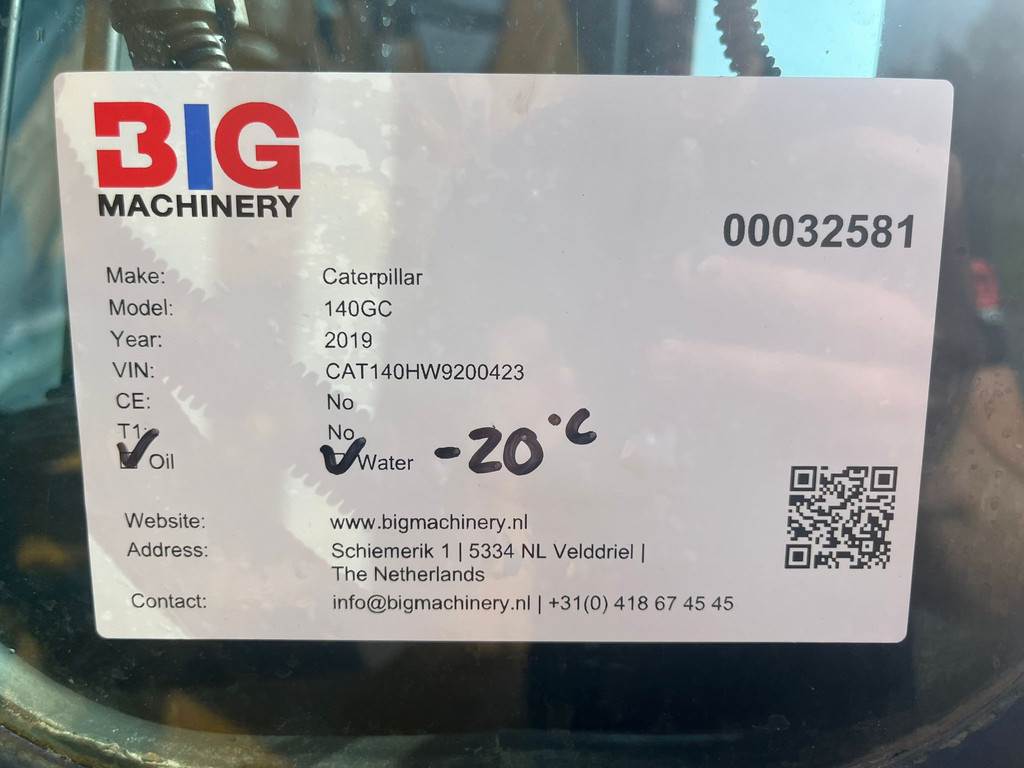 BIG
MACHINERY
00032581
Make: Caterpillar
Model: 140GC
Year: 2019
VIN: CAT140HW9200423
CE: No
T1: No
Oil Water -20°C
Website: www.bigmachinery.nl
Address: Schiemerik 1 | 5334 NL Velddriel |
The Netherlands
Contact: info@bigmachinery.nl | +31(0) 418 67 45 45